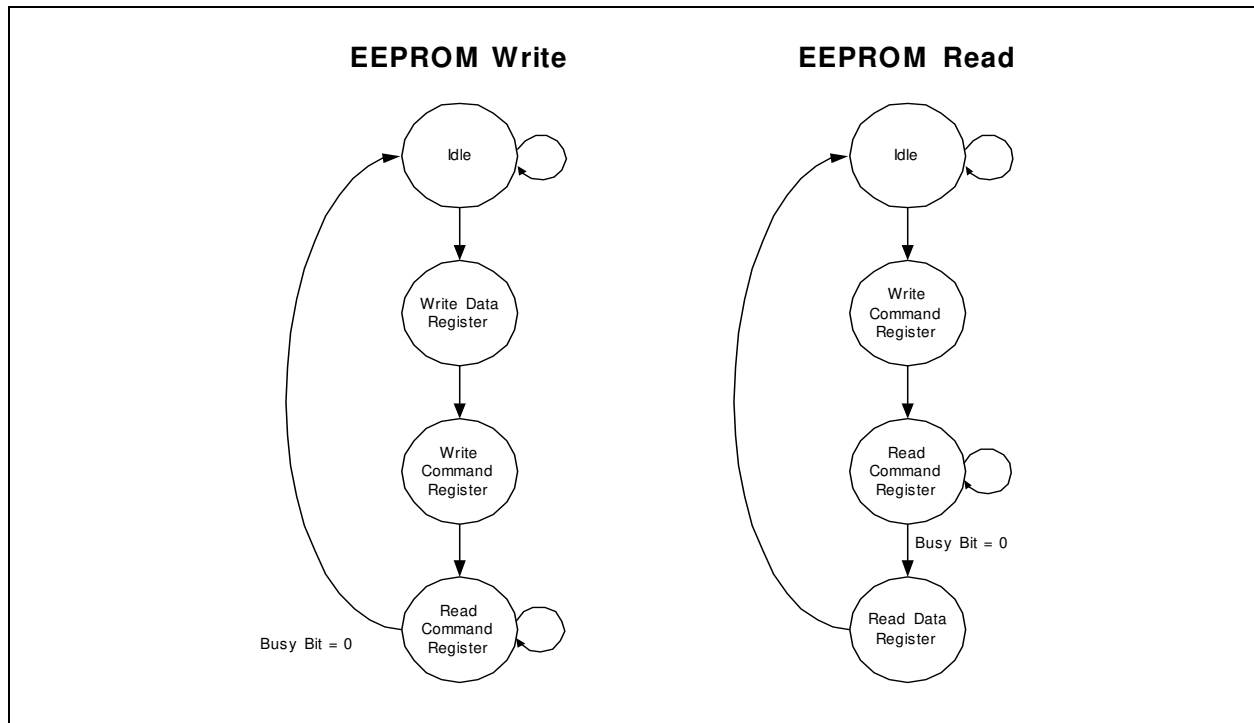 EEPROM Write
Idle
Write Data
Register
Write
Command
Register
Read
Command
Register
Busy Bit = 0
EEPROM Read
Idle
Write
Command
Register
Read
Command
Register
Busy Bit = 0
Read Data
Register